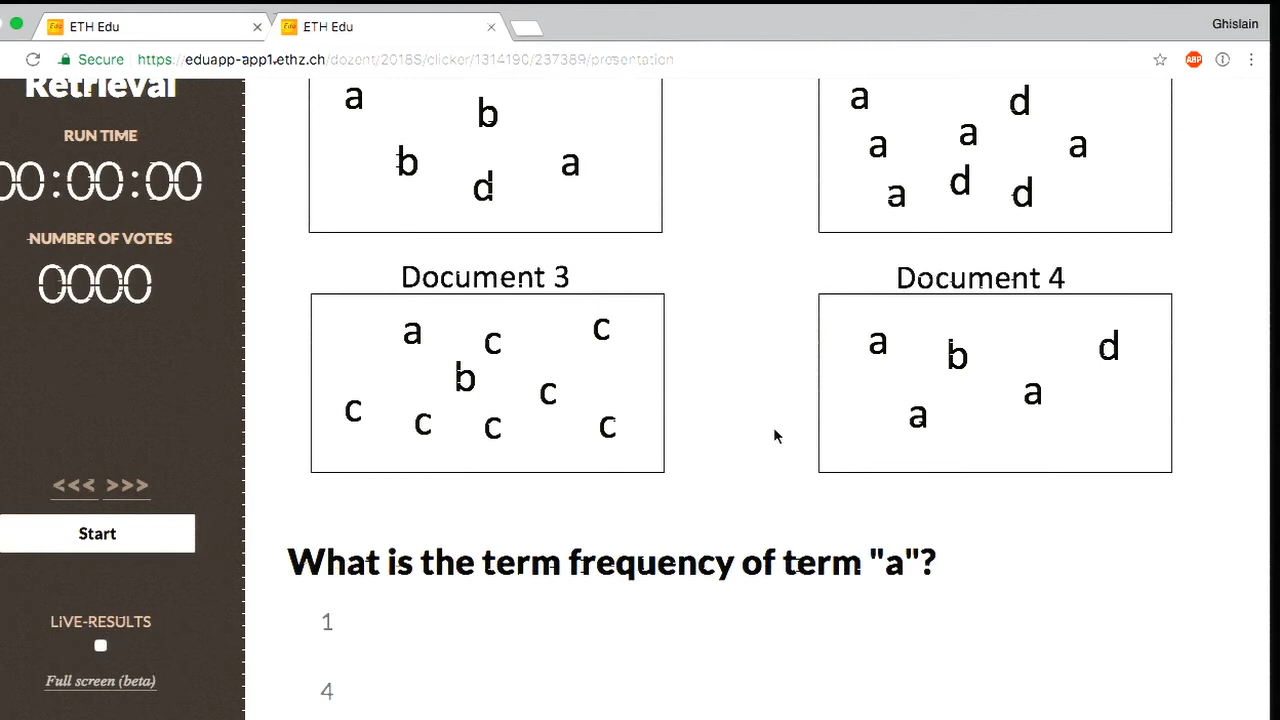 ETH Edu
ETH Edu
Ghislain
Secure https://eduapp-app1.ethz.ch/dozent/2018S/clicker/1314190/237389/presentation
ABP
Retrieval
RUN TIME
00:00:00
NUMBER OF VOTES
0000
<<< >>>
Start
LIVE-RESULTS
Full screen (beta)
a
b
b
a
d
a
d
a
a
a
a
d
d
Document 3
a
c
c
b
c
c
c
c
c
Document 4
a
b
d
a
a
What is the term frequency of term "a"?
1
4